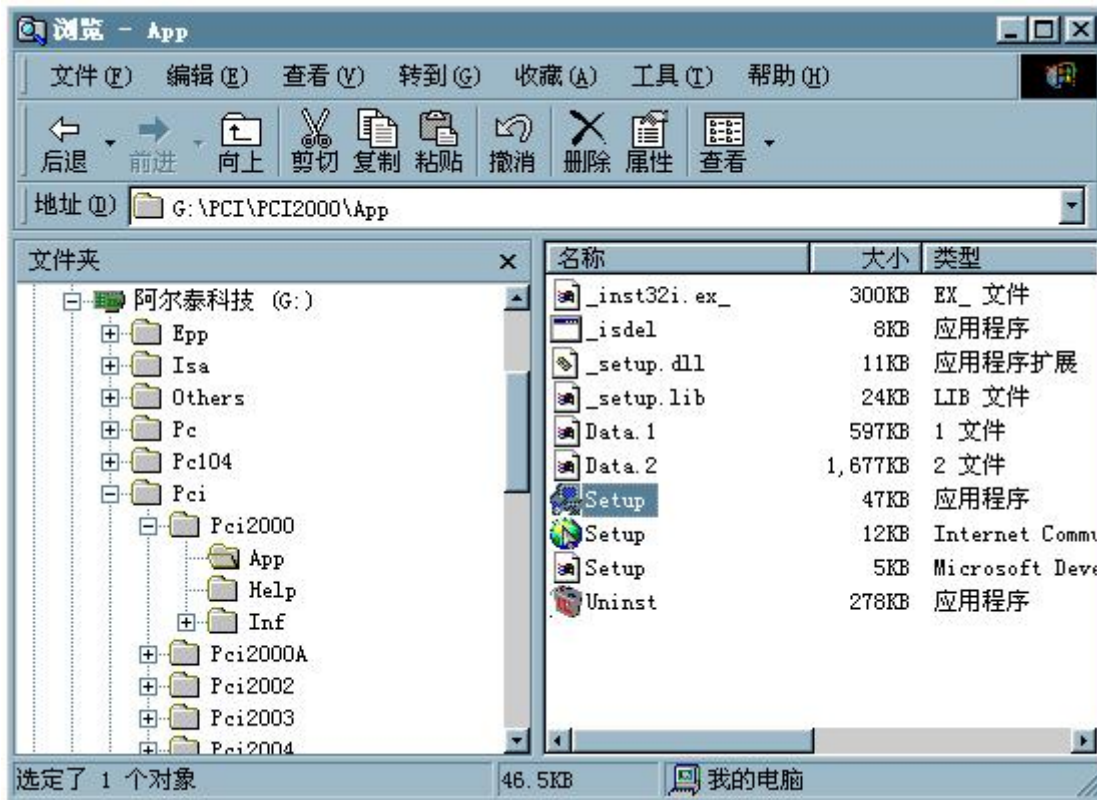 浏览 - App
文件(F) 编辑(E) 查看(V) 转到(G) 收藏(A) 工具(T) 帮助(H)
后退 前进 向上 剪切 复制 粘贴 撤消 删除 属性 查看
地址(D) G:\PCI\PCI2000\App
文件夹
阿尔泰科技 (G:)
Epp
Isa
Others
Pc
Pc104
Pci
Pci2000
App
Help
Inf
Pci2000A
Pci2002
Pci2003
Pci2004
名称 大小 类型
_inst32i.ex_ 300KB EX_ 文件
_isdel 8KB 应用程序
_setup.dll 11KB 应用程序扩展
_setup.lib 24KB LIB 文件
Data.1 597KB 1 文件
Data.2 1,677KB 2 文件
Setup 47KB 应用程序
Setup 12KB Internet Commu
Setup 5KB Microsoft Deve
Uninst 278KB 应用程序
选定了 1 个对象 46.5KB 我的电脑